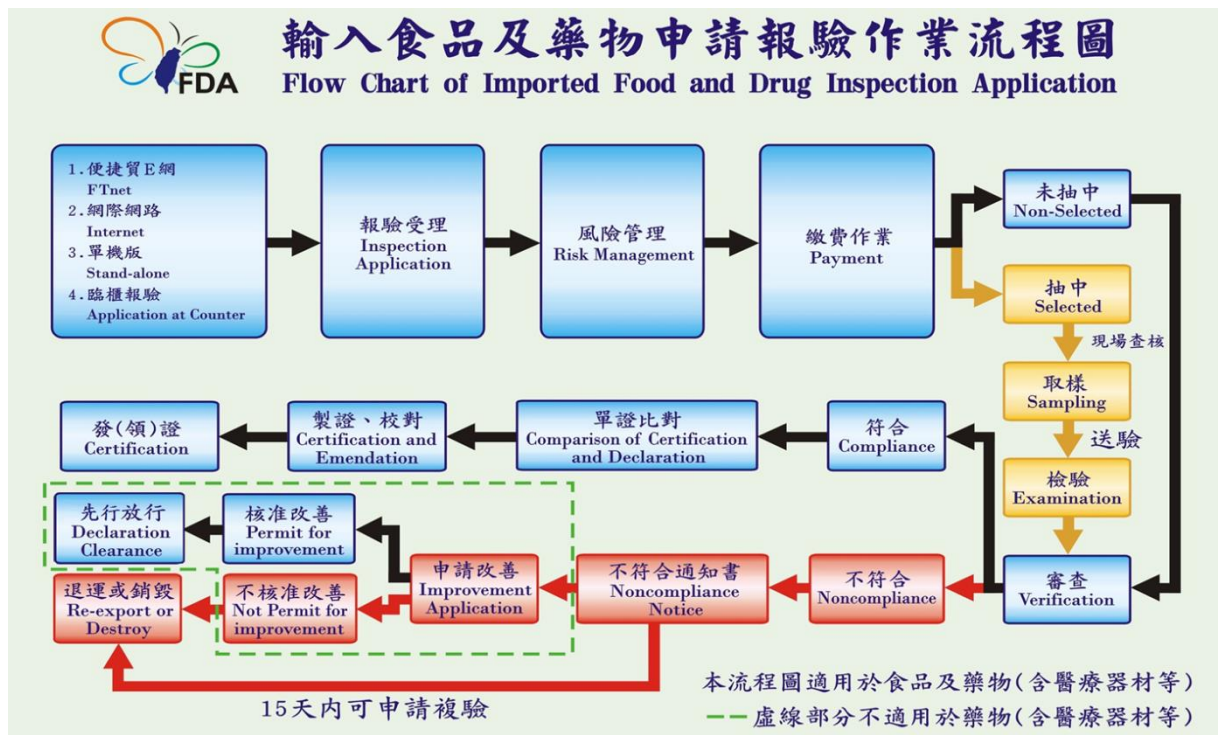 FDA
輸入食品及藥物申請報驗作業流程圖
Flow Chart of Imported Food and Drug Inspection Application
1.便捷貿E網
FTnet
2.網際網路
Internet
3.單機版
Stand-alone
4.臨櫃報驗
Application at Counter
報驗受理
Inspection
Application
風險管理
Risk Management
繳費作業
Payment
未抽中
Non-Selected
抽中
Selected
現場查核
取樣
Sampling
送驗
檢驗
Examination
審查
Verification
符合
Compliance
單證比對
Comparison of Certification
and Declaration
製證、校對
Certification and
Emendation
發(領)證
Certification
不符合
Noncompliance
不符合通知書
Noncompliance
Notice
申請改善
Improvement
Application
核准改善
Permit for
improvement
先行放行
Declaration
Clearance
不核准改善
Not Permit for
improvement
退運或銷毀
Re-export or
Destroy
15天內可申請複驗
本流程圖適用於食品及藥物(含醫療器材等)
虛線部分不適用於藥物(含醫療器材等)